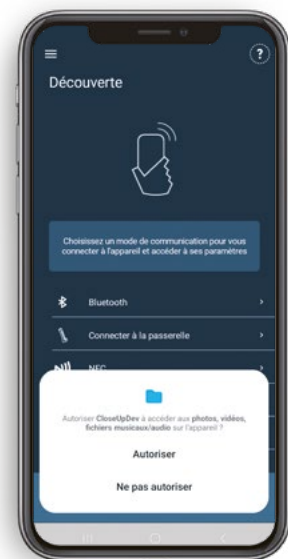 ?
Découverte
Choisissez un mode de communication pour vous
connecter à l'appareil et accéder à ses paramètres
Bluetooth
Connecter à la passerelle
NFC
Autoriser CloseUpDev à accéder aux photos, vidéos,
fichiers musicaux/audio sur l'appareil ?
Autoriser
Ne pas autoriser